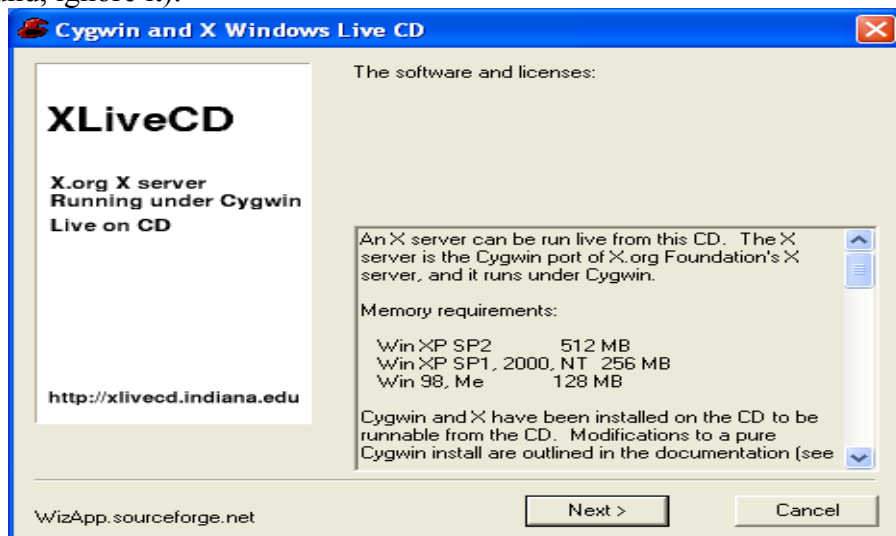 ignore it).
Cygwin and X Windows Live CD
XLiveCD
X.org X server
Running under Cygwin
Live on CD
http://xlivecd.indiana.edu
The software and licenses:
An X server can be run live from this CD. The X
server is the Cygwin port of X.org Foundation's X
server, and it runs under Cygwin.
Memory requirements:
Win XP SP2 512 MB
Win XP SP1, 2000, NT 256 MB
Win 98, Me 128 MB
Cygwin and X have been installed on the CD to be
runnable from the CD. Modifications to a pure
Cygwin install are outlined in the documentation (see
WizApp.sourceforge.net
Next >
Cancel